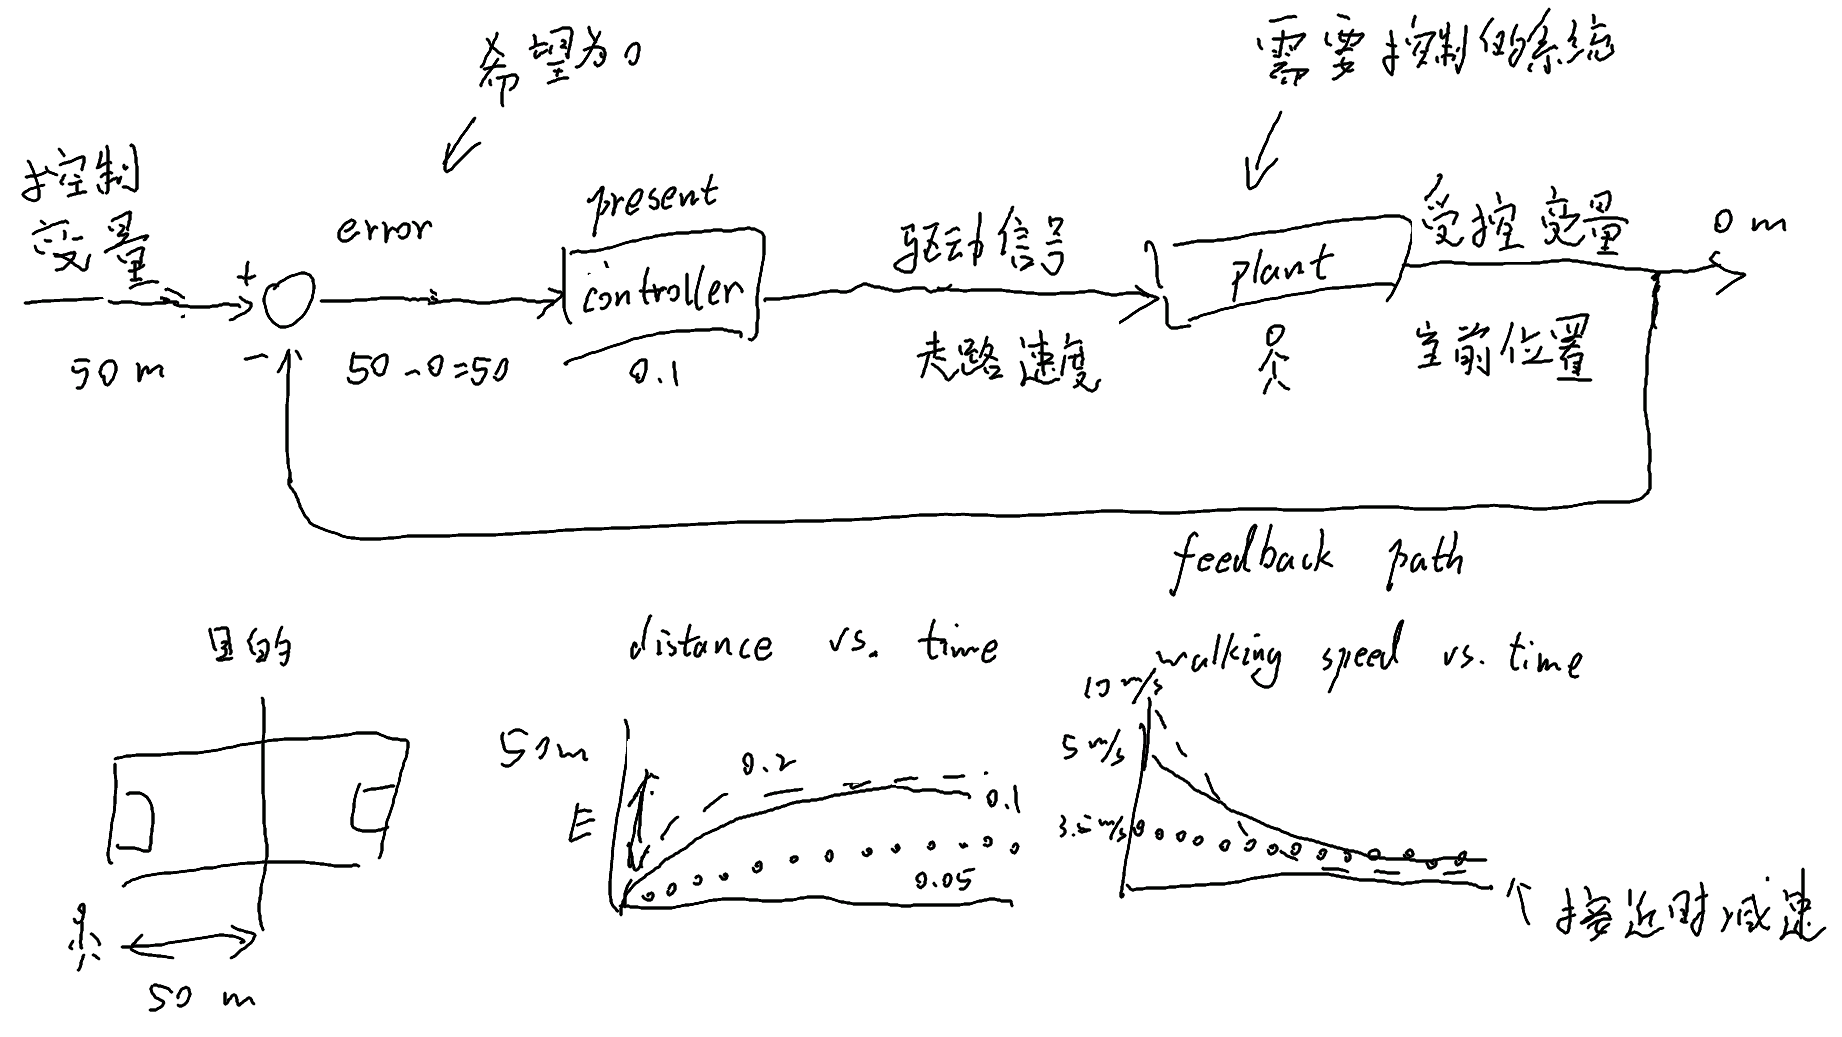 希望为0
需要控制的系统
控制
变量
error
present
驱动信号
受控变量
0 m
+
controller
plant
50 m
-
50-0=50
0.1
走路速度
当前位置
feedback path
目的
distance vs. time
walking speed vs. time
50m
0.2
E
0.1
0.05
10 m/s
5 m/s
3.5 m/s
接近时减速
50 m